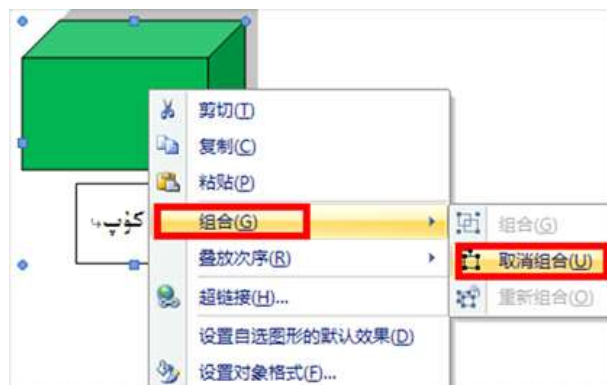 剪切(T)
复制(C)
粘贴(P)
组合(G)
叠放次序(R)
超链接(H)...
设置自选图形的默认效果(D)
设置对象格式(F)...
组合(G)
取消组合(U)
重新组合(O)
كۇپ